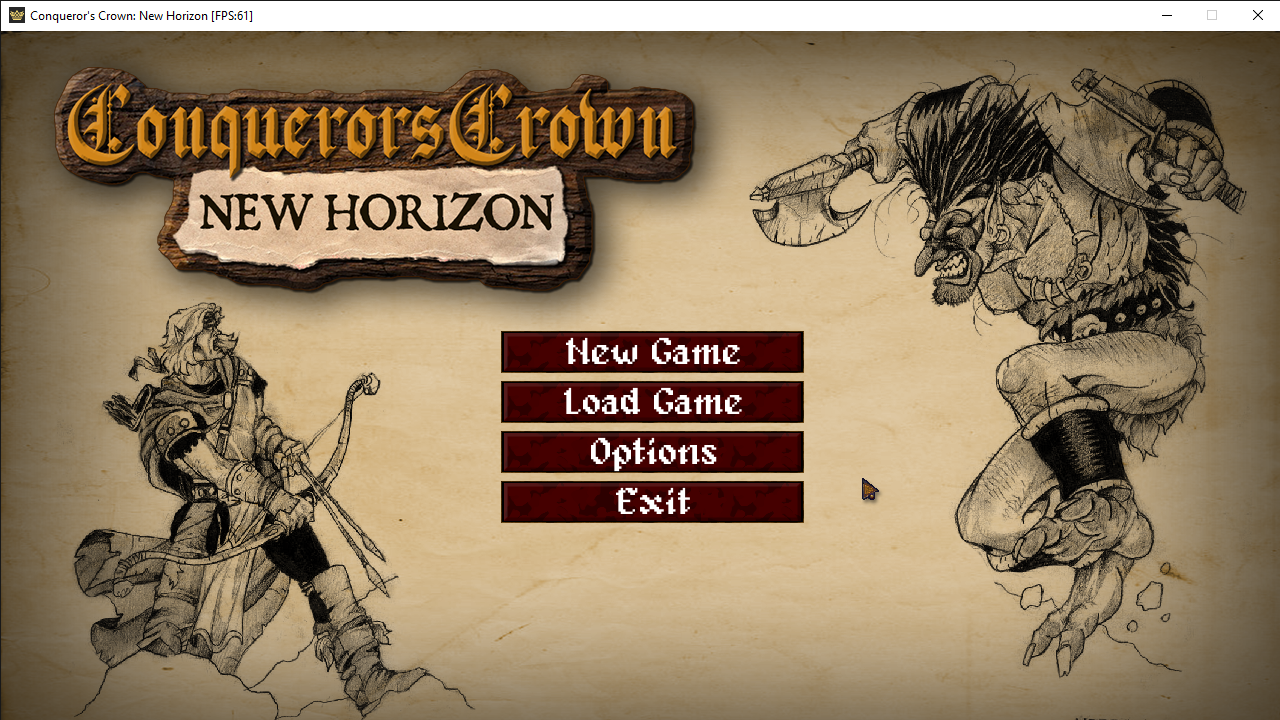 Conqueror's Crown: New Horizon [FPS:61]
ConquerorsCrown
NEW HORIZON
New Game
Load Game
Options
Exit